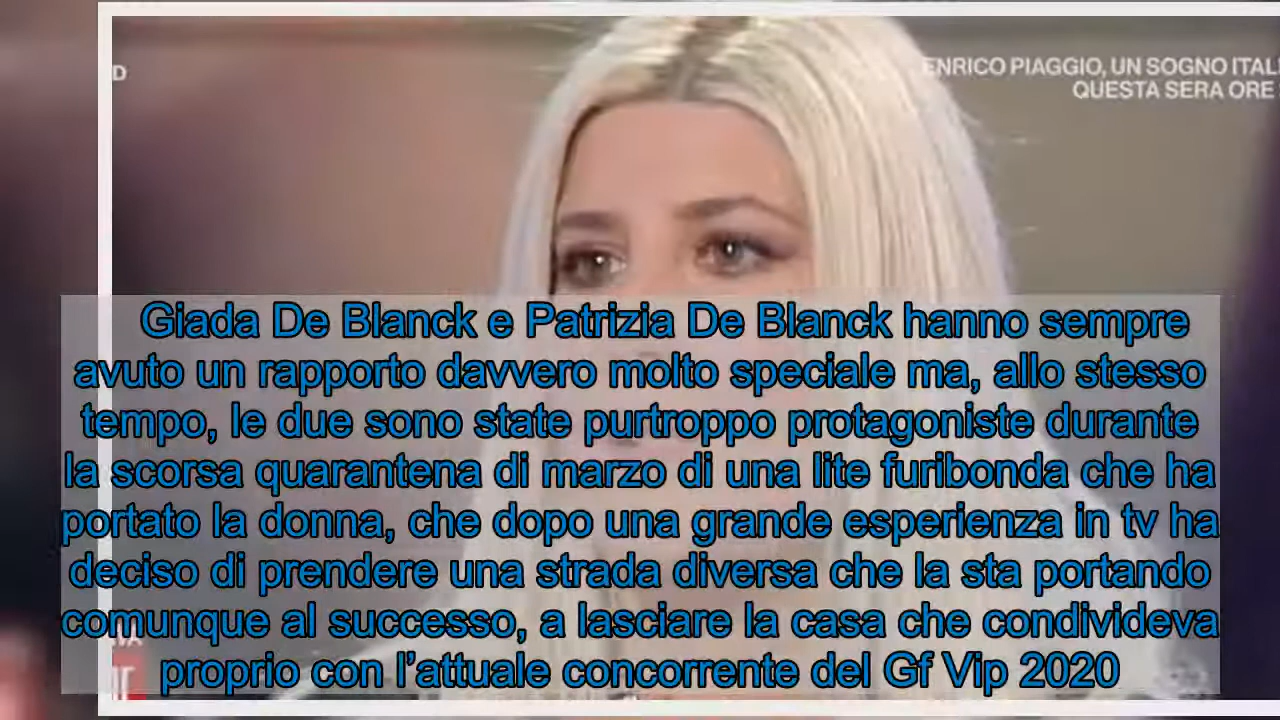 D
ENRICO PIAGGIO, UN SOGNO ITALI
QUESTA SERA ORE
Giada De Blanck e Patrizia De Blanck hanno sempre
avuto un rapporto davvero molto speciale ma, allo stesso
tempo, le due sono state purtroppo protagoniste durante
la scorsa quarantena di marzo di una lite furibonda che ha
portato la donna, che dopo una grande esperienza in tv ha
deciso di prendere una strada diversa che la sta portando
comunque al successo, a lasciare la casa che condivideva
proprio con l’attuale concorrente del Gf Vip 2020